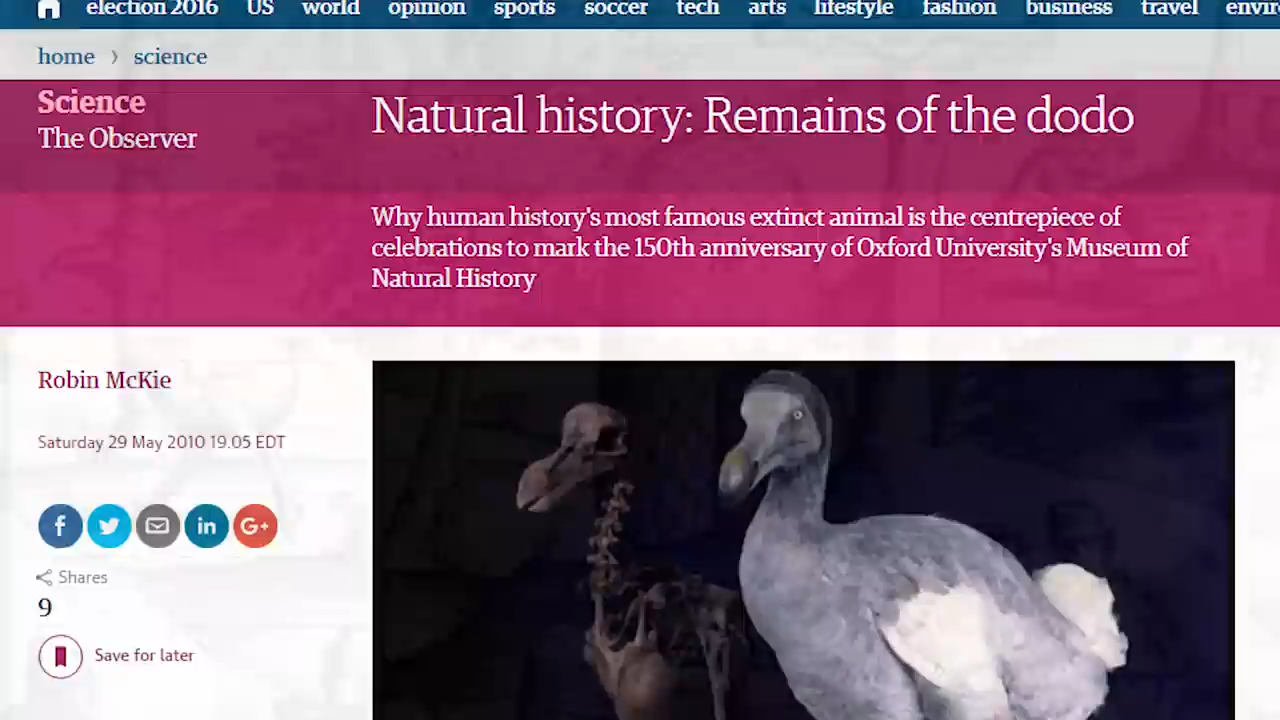 election 2016 US world opinion sports soccer tech arts lifestyle fashion business travel
home › science
Science
The Observer
Natural history: Remains of the dodo
Why human history's most famous extinct animal is the centrepiece of
celebrations to mark the 150th anniversary of Oxford University's Museum of
Natural History
Robin McKie
Saturday 29 May 2010 19.05 EDT
f in G+
Shares
9
Save for later